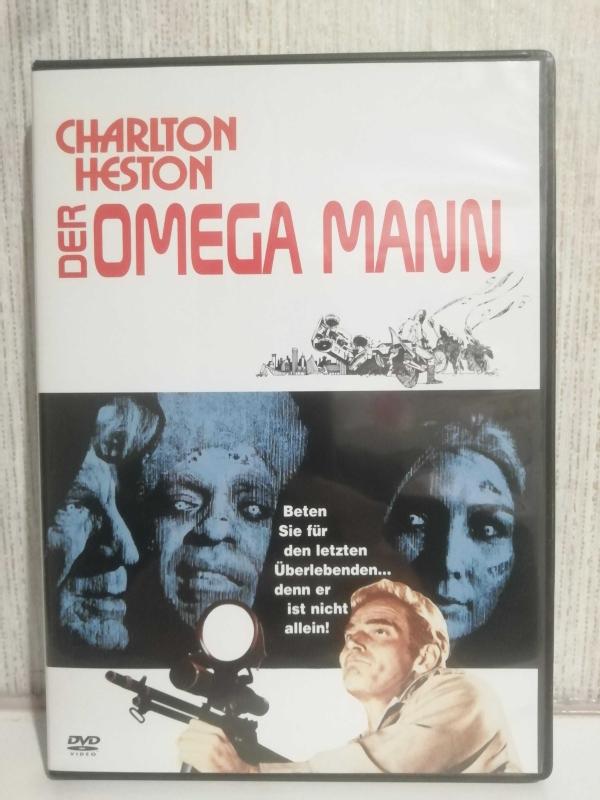 CHARLTON
HESTON
DER OMEGA MANN
Beten
Sie für
den letzten
Überlebenden...
denn er
ist nicht
allein!
DVD
VIDEO